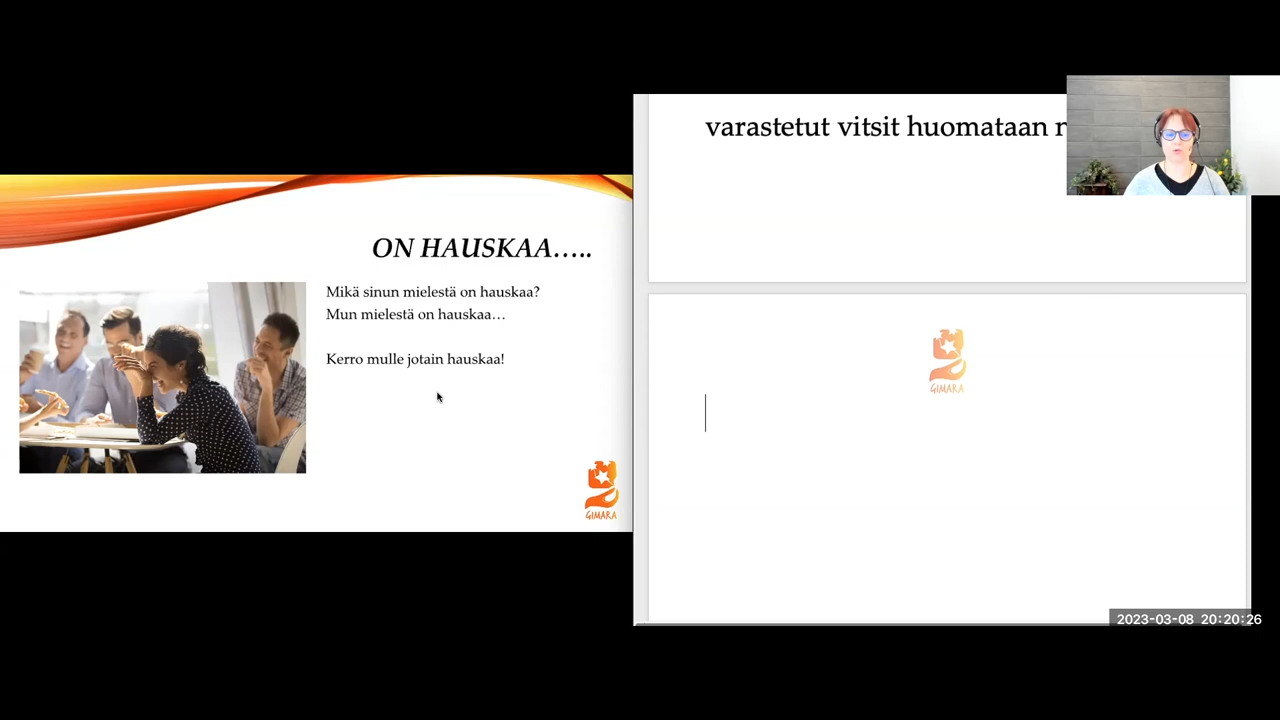 ON HAUSKAA…..
Mikä sinun mielestä on hauskaa?
Mun mielestä on hauskaa…
Kerro mulle jotain hauskaa!
GIMARA
varastetut vitsit huomataan
GIMARA
2023-03-08 20:20:26